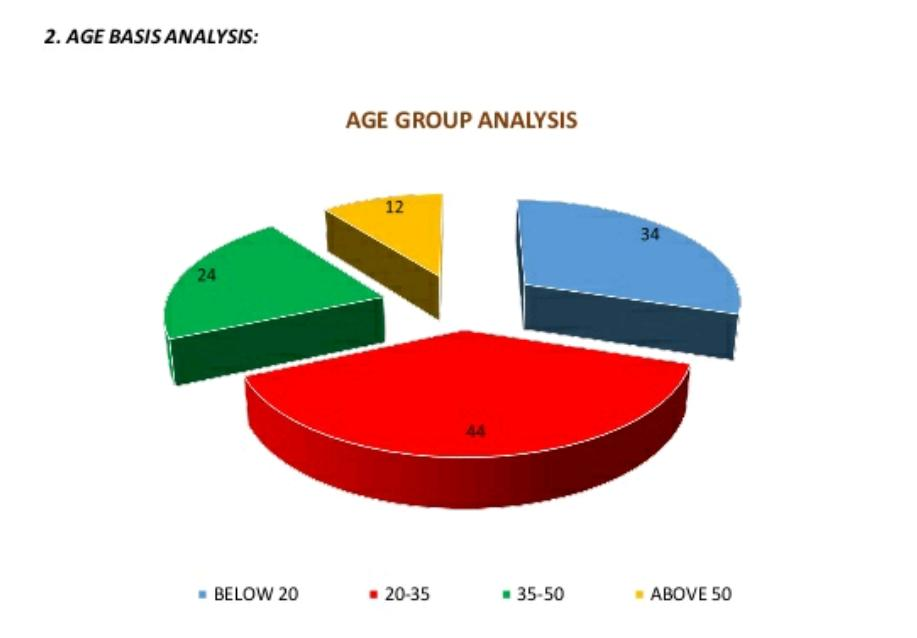 2. AGE BASIS ANALYSIS:
AGE GROUP ANALYSIS
12
34
24
44
BELOW 20
20-35
35-50
ABOVE 50